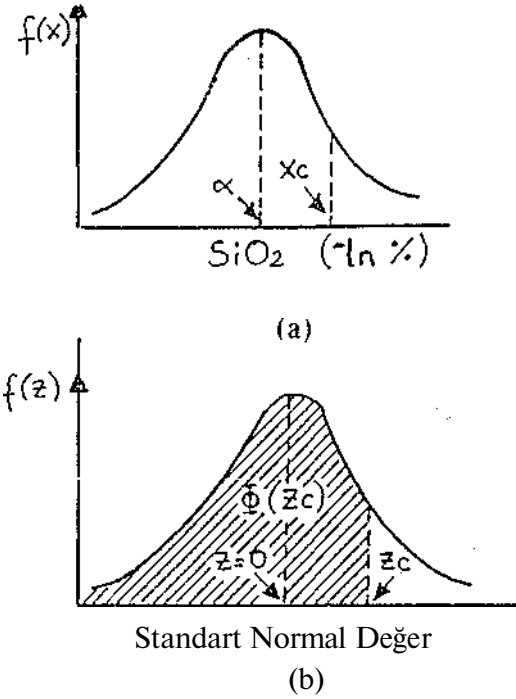 f(x)
α
xc
SiO₂ (-ln %)
(a)
f(z)
Φ(zc)
z=0
zc
Standart Normal Değer
(b)